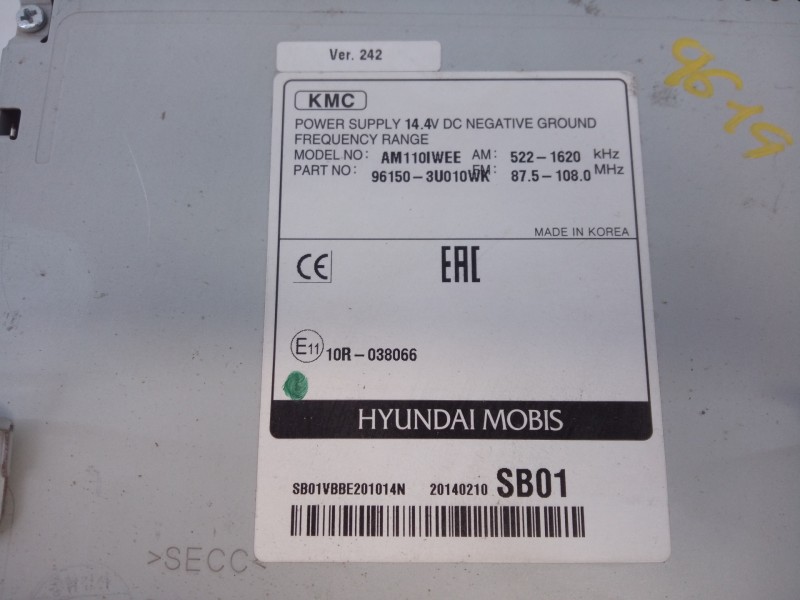 Ver. 242
96 19
KMC
POWER SUPPLY 14.4V DC NEGATIVE GROUND
FREQUENCY RANGE
MODEL NO: AM110IWEE AM: 522-1620 kHz
PART NO: 96150-3U010WK FM: 87.5-108.0 MHz
MADE IN KOREA
CE EAC
E11 10R-038066
HYUNDAI MOBIS
SB01VBBE201014N 20140210 SB01
>SECC<